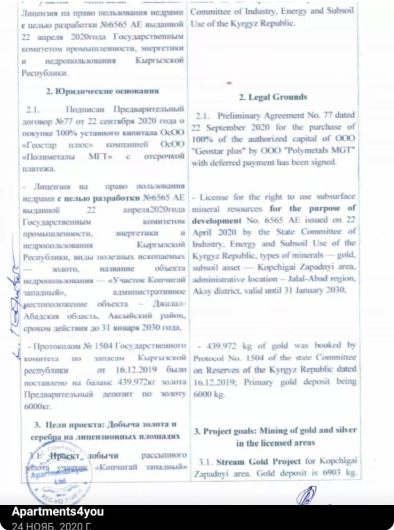 Лицензия на право пользования недрами
с целью разработки №6565 АЕ выданной
22 апреля 2020года Государственным
комитетом промышленности, энергетики
и недропользования Кыргызской
Республики.
2. Юридические основания
2.1. Подписан Предварительный
договор №77 от 22 сентября 2020 года о
покупке 100% уставного капитала ОсОО
«Геостар плюс» компанией ОсОО
«Полиметалы МГТ» с отсрочкой
платежа.
- Лицензия на право пользования
недрами с целью разработки №6565 АЕ
выданной 22 апреля2020года
Государственным комитетом
промышленности, энергетики и
недропользования Кыргызской
Республики, виды полезных ископаемых
— золото, название объекта
недропользования — «Участок Копчигай
западный», административное
местоположение объекта – Джалал-
Абадская область, Аксыйский район,
сроком действия до 31 января 2030 года,
- Протоколом № 1504 Государственного
комитета по запасам Кыргызской
республики от 16.12.2019 было
поставлено на баланс 439.972кг золота
Предварительный депозит по золоту
6000кг.
3. Цели проекта: Добыча золота и
серебра на лицензионных площадях
3.1. Проект добычи рассыпного
золота участок «Копчигай западный»
Committee of Industry, Energy and Subsoil
Use of the Kyrgyz Republic.
2. Legal Grounds
2.1. Preliminary Agreement No. 77 dated
22 September 2020 for the purchase of
100% of the authorized capital of OOO
"Geostar plus" by OOO "Polymetals MGT"
with deferred payment has been signed.
- License for the right to use subsurface
mineral resources for the purpose of
development No. 6565 AE issued on 22
April 2020 by the State Committee of
Industry, Energy and Subsoil Use of the
Kyrgyz Republic, types of minerals — gold,
subsoil asset — Kopchigai Zapadnyi area,
administrative location – Jalal-Abad region,
Aksy district, valid until 31 January 2030,
- 439.972 kg of gold was booked by
Protocol No. 1504 of the state Committee
on Reserves of the Kyrgyz Republic dated
16.12.2019; Primary gold deposit being
6000 kg.
3. Project goals: Mining of gold and silver
in the licensed areas
3.1. Stream Gold Project for Kopchigai
Zapadnyi area. Gold deposit is 6903 kg,
Apartments4you
Ltd
Apartments4you
24 НОЯБ. 2020 Г.